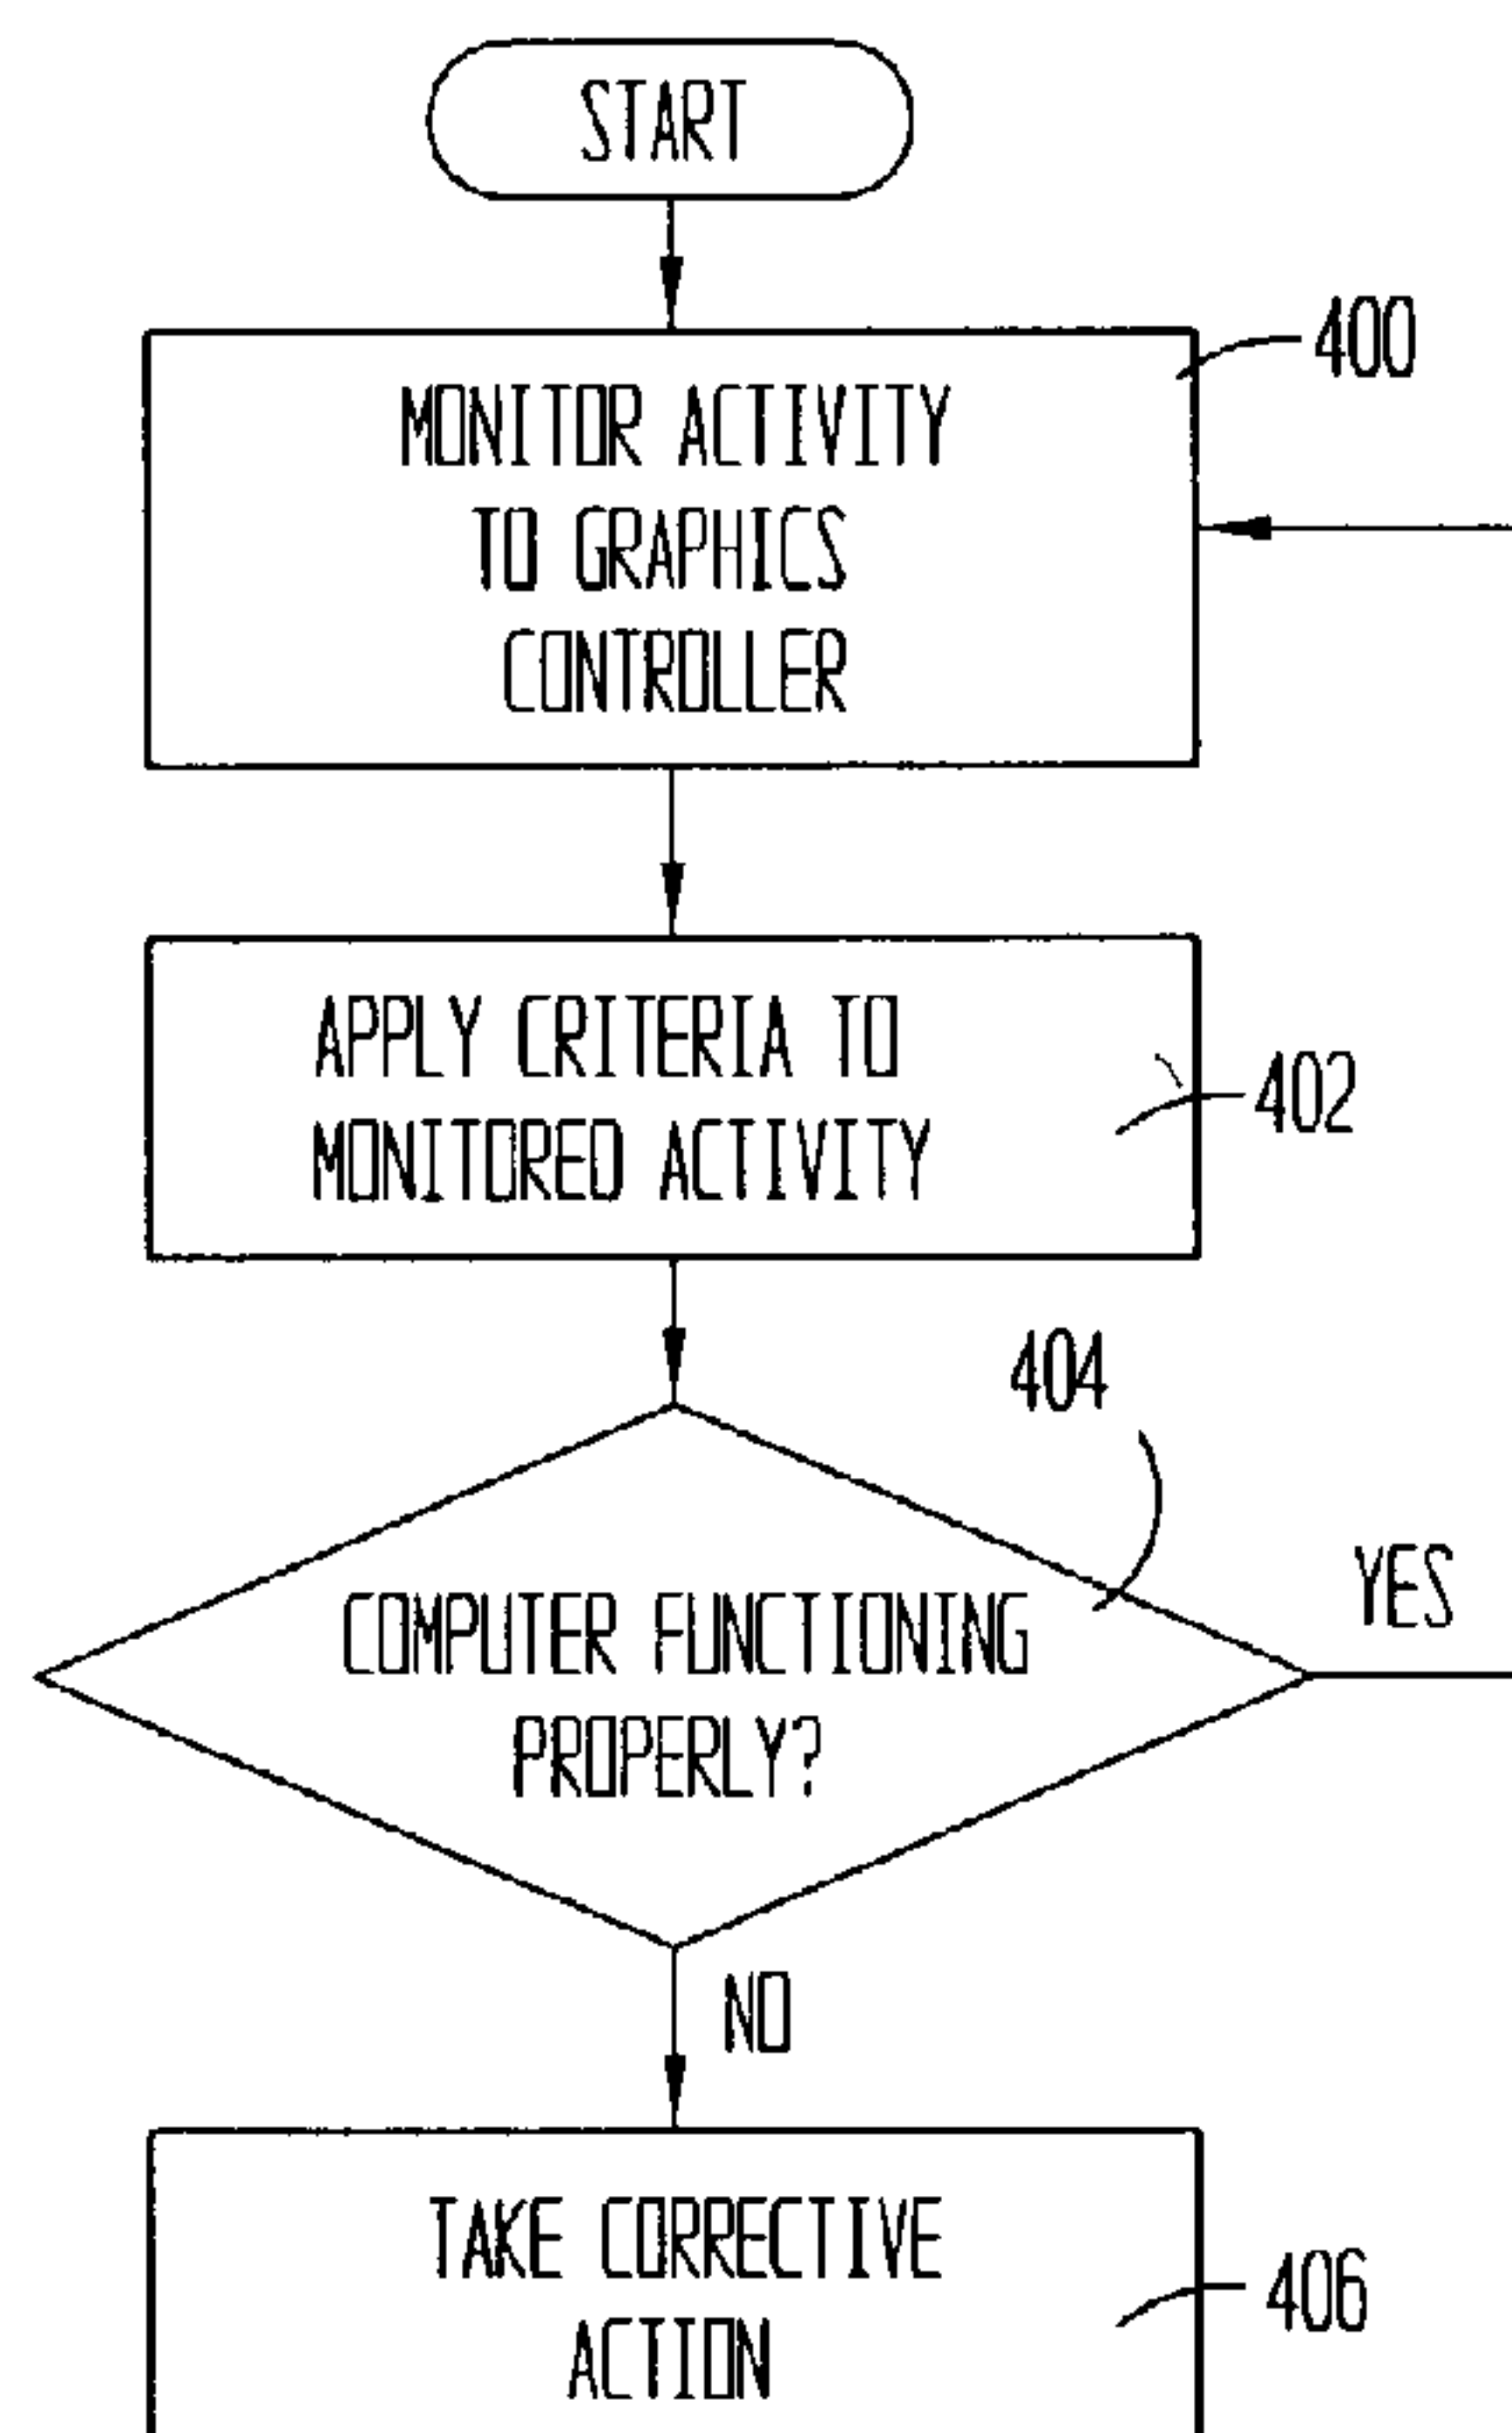 START
400
MONITOR ACTIVITY
TO GRAPHICS
CONTROLLER
APPLY CRITERIA TO
MONITORED ACTIVITY
402
404
COMPUTER FUNCTIONING
PROPERLY?
YES
NO
TAKE CORRECTIVE
ACTION
406